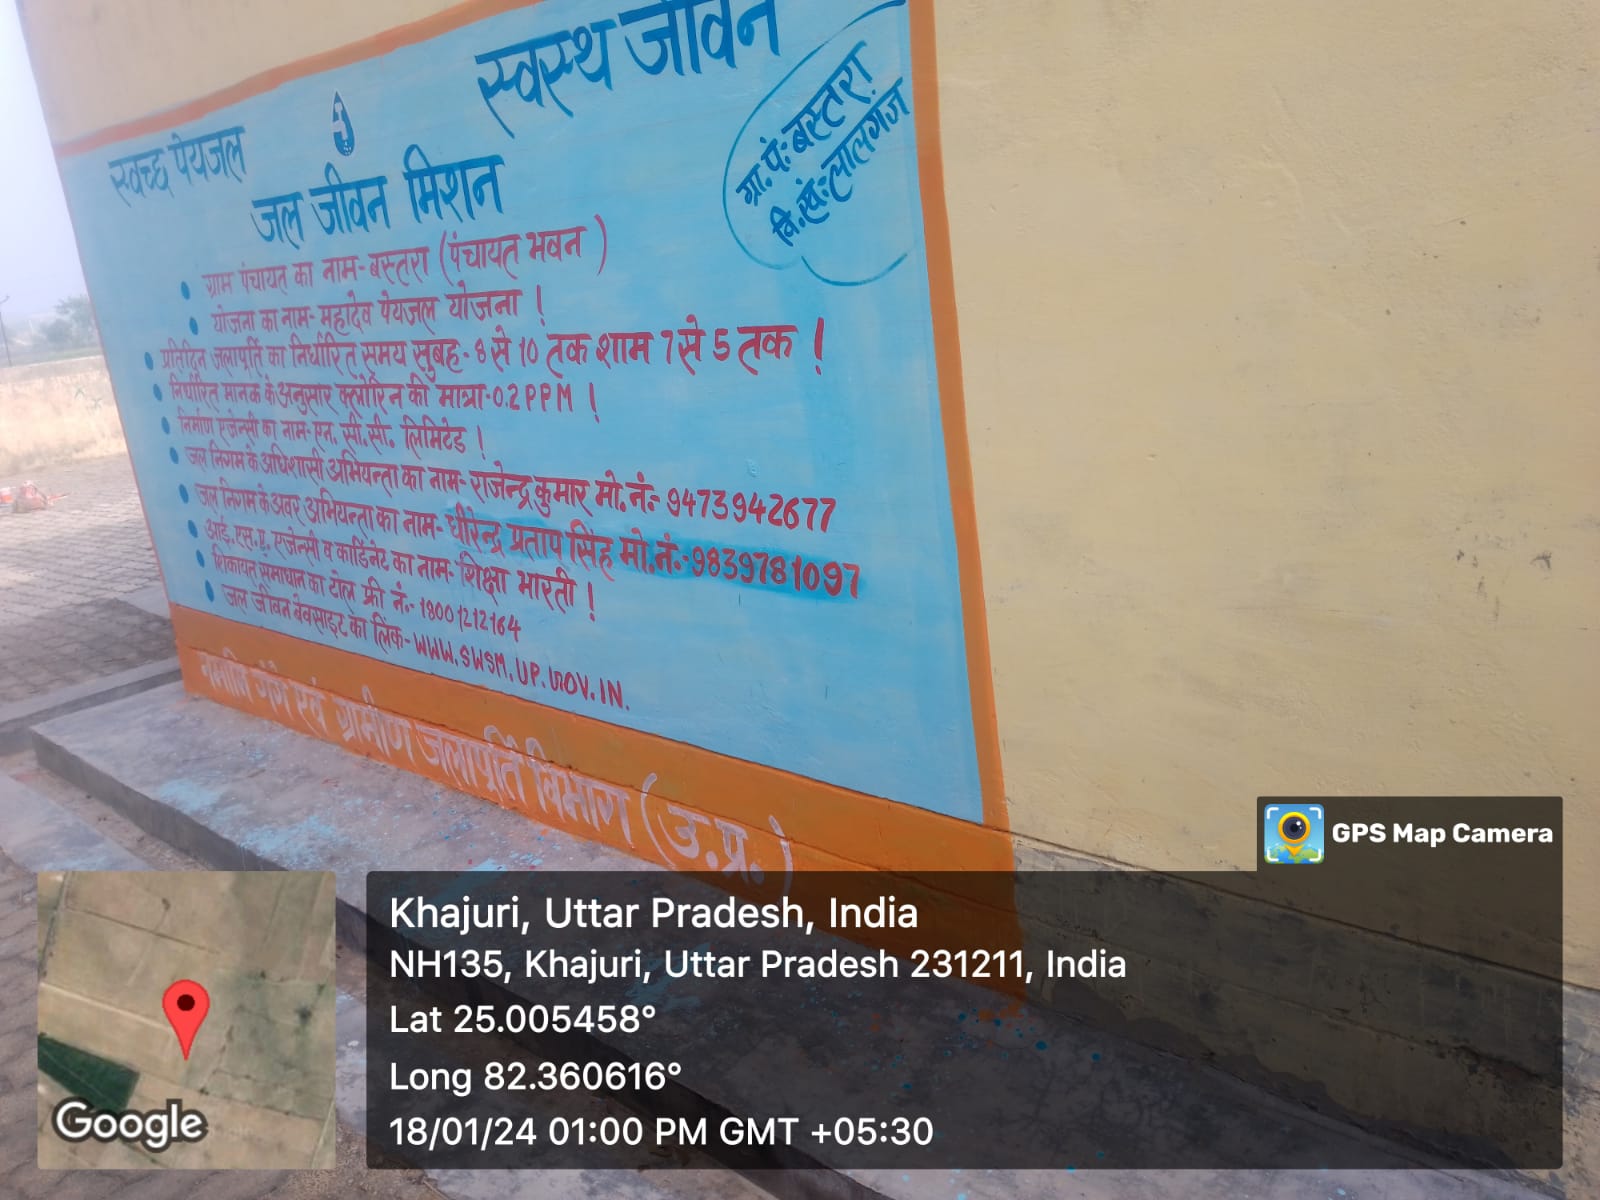 स्वच्छ पेयजल
स्वस्थ जीवन
जल जीवन मिशन
ग्रा. पं:- बस्तरा
वि.खं:- लालगंज
ग्राम पंचायत का नाम- बस्तरा (पंचायत भवन )
योजना का नाम- महादेव पेयजल योजना !
प्रतिदिन जलापूर्ति का निर्धारित समय सुबह- 8 से 10 तक शाम 7 से 5 तक !
निर्धारित मानक के अनुसार क्लोरिन की मात्रा-0.2 PPM !
निर्माण एजेन्सी का नाम- एन. सी.सी. लिमिटेड !
जल निगम के अधिशासी अभियन्ता का नाम- राजेन्द्र कुमार मो.नं:- 9473942677
जल निगम के अवर अभियन्ता का नाम- धीरेन्द्र प्रताप सिंह मो.नं.-9839781097
आई.एस.ए. एजेन्सी व कार्डिनेट का नाम- शिक्षा भारती !
शिकायत समाधान का टोल फ्री नं.- 18001212164
जल जीवन वेवसाइट का लिंक- WWW.SWSM.UP.GOV.IN.
नमामि गंगे एवं ग्रामीण जलापूर्ति विभाग (उ.प्र.)
GPS Map Camera
Khajuri, Uttar Pradesh, India
NH135, Khajuri, Uttar Pradesh 231211, India
Lat 25.005458°
Long 82.360616°
18/01/24 01:00 PM GMT +05:30
Google